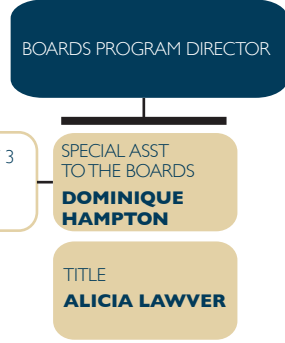 BOARDS PROGRAM DIRECTOR
3
SPECIAL ASST
TO THE BOARDS
DOMINIQUE
HAMPTON
TITLE
ALICIA LAWVER